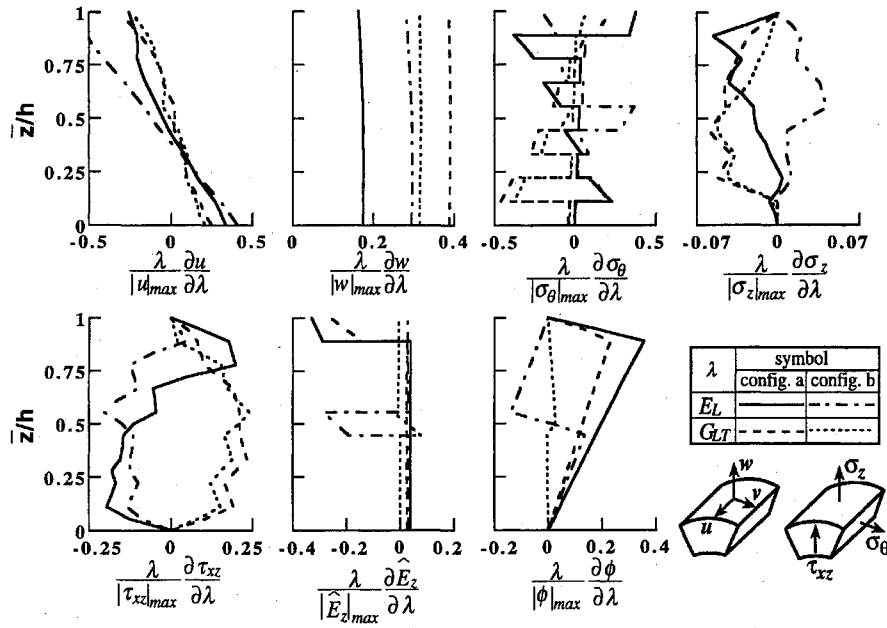 1
0.75
0.5
0.25
0
z̄/h
-0.5 0 0.5
0 0.2 0.4
-0.5 0 0.5
-0.07 0 0.07
λ/|u|max ∂u/∂λ
λ/|w|max ∂w/∂λ
λ/|σθ|max ∂σθ/∂λ
λ/|σz|max ∂σz/∂λ
1
0.75
0.5
0.25
0
z̄/h
0 0.25
-0.4 -0.2 0 0.2
-0.2 0 0.2 0.4
λ/|τxz|max ∂τxz/∂λ
λ/|Êz|max ∂Êz/∂λ
λ/|ϕ|max ∂ϕ/∂λ
λ symbol
config. a config. b
EL
GLT
w
v
u
σz
σθ
τxz